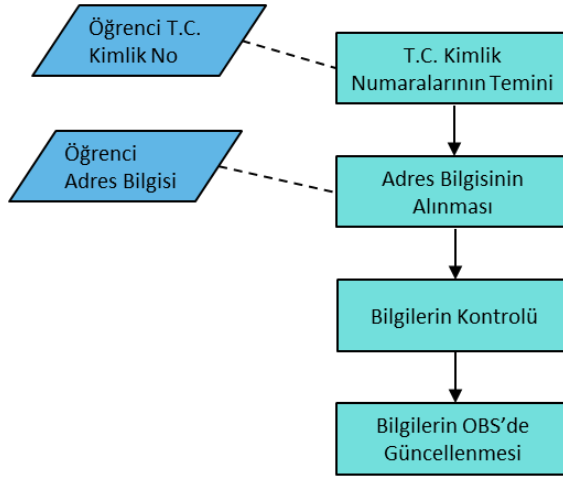 Öğrenci T.C.
Kimlik No
T.C. Kimlik
Numaralarının Temini
Öğrenci
Adres Bilgisi
Adres Bilgisinin
Alınması
Bilgilerin Kontrolü
Bilgilerin OBS’de
Güncellenmesi